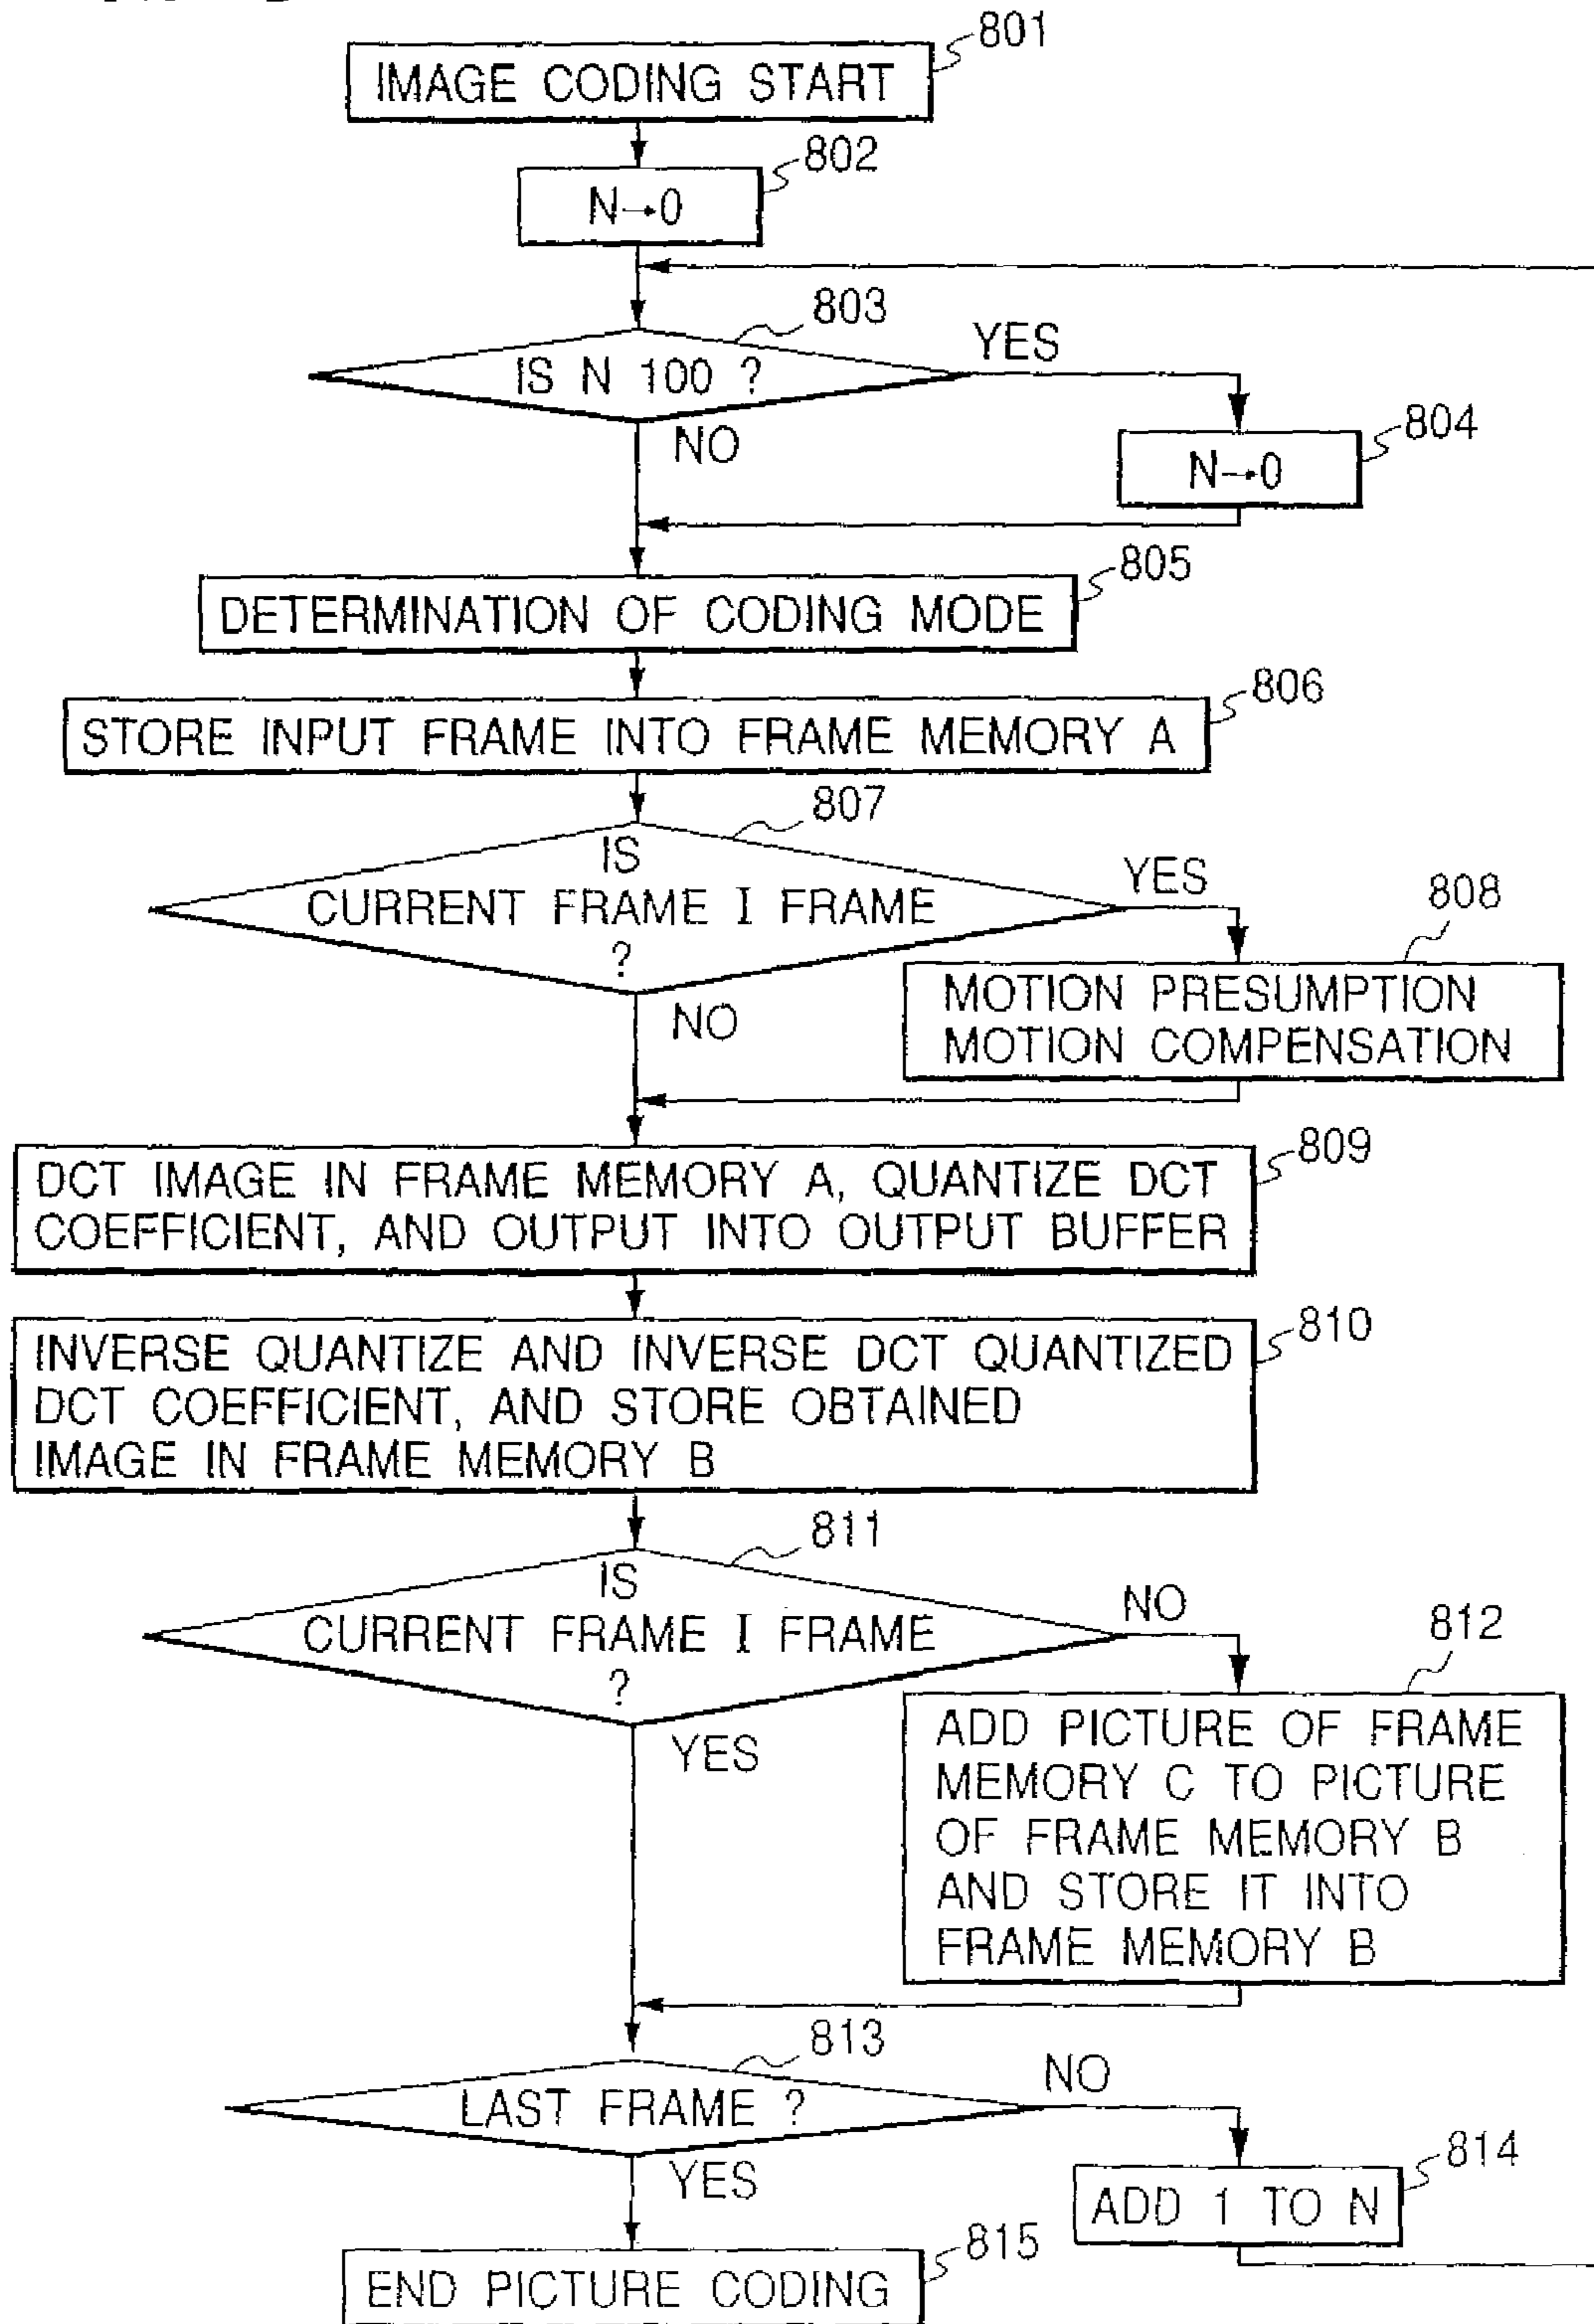 801
IMAGE CODING START
802
N→0
803
IS N 100 ?
YES
NO
804
N→0
805
DETERMINATION OF CODING MODE
806
STORE INPUT FRAME INTO FRAME MEMORY A
807
IS
CURRENT FRAME I FRAME
?
YES
NO
808
MOTION PRESUMPTION
MOTION COMPENSATION
809
DCT IMAGE IN FRAME MEMORY A, QUANTIZE DCT
COEFFICIENT, AND OUTPUT INTO OUTPUT BUFFER
810
INVERSE QUANTIZE AND INVERSE DCT QUANTIZED
DCT COEFFICIENT, AND STORE OBTAINED
IMAGE IN FRAME MEMORY B
811
IS
CURRENT FRAME I FRAME
?
NO
YES
812
ADD PICTURE OF FRAME
MEMORY C TO PICTURE
OF FRAME MEMORY B
AND STORE IT INTO
FRAME MEMORY B
813
LAST FRAME ?
NO
YES
814
ADD 1 TO N
815
END PICTURE CODING